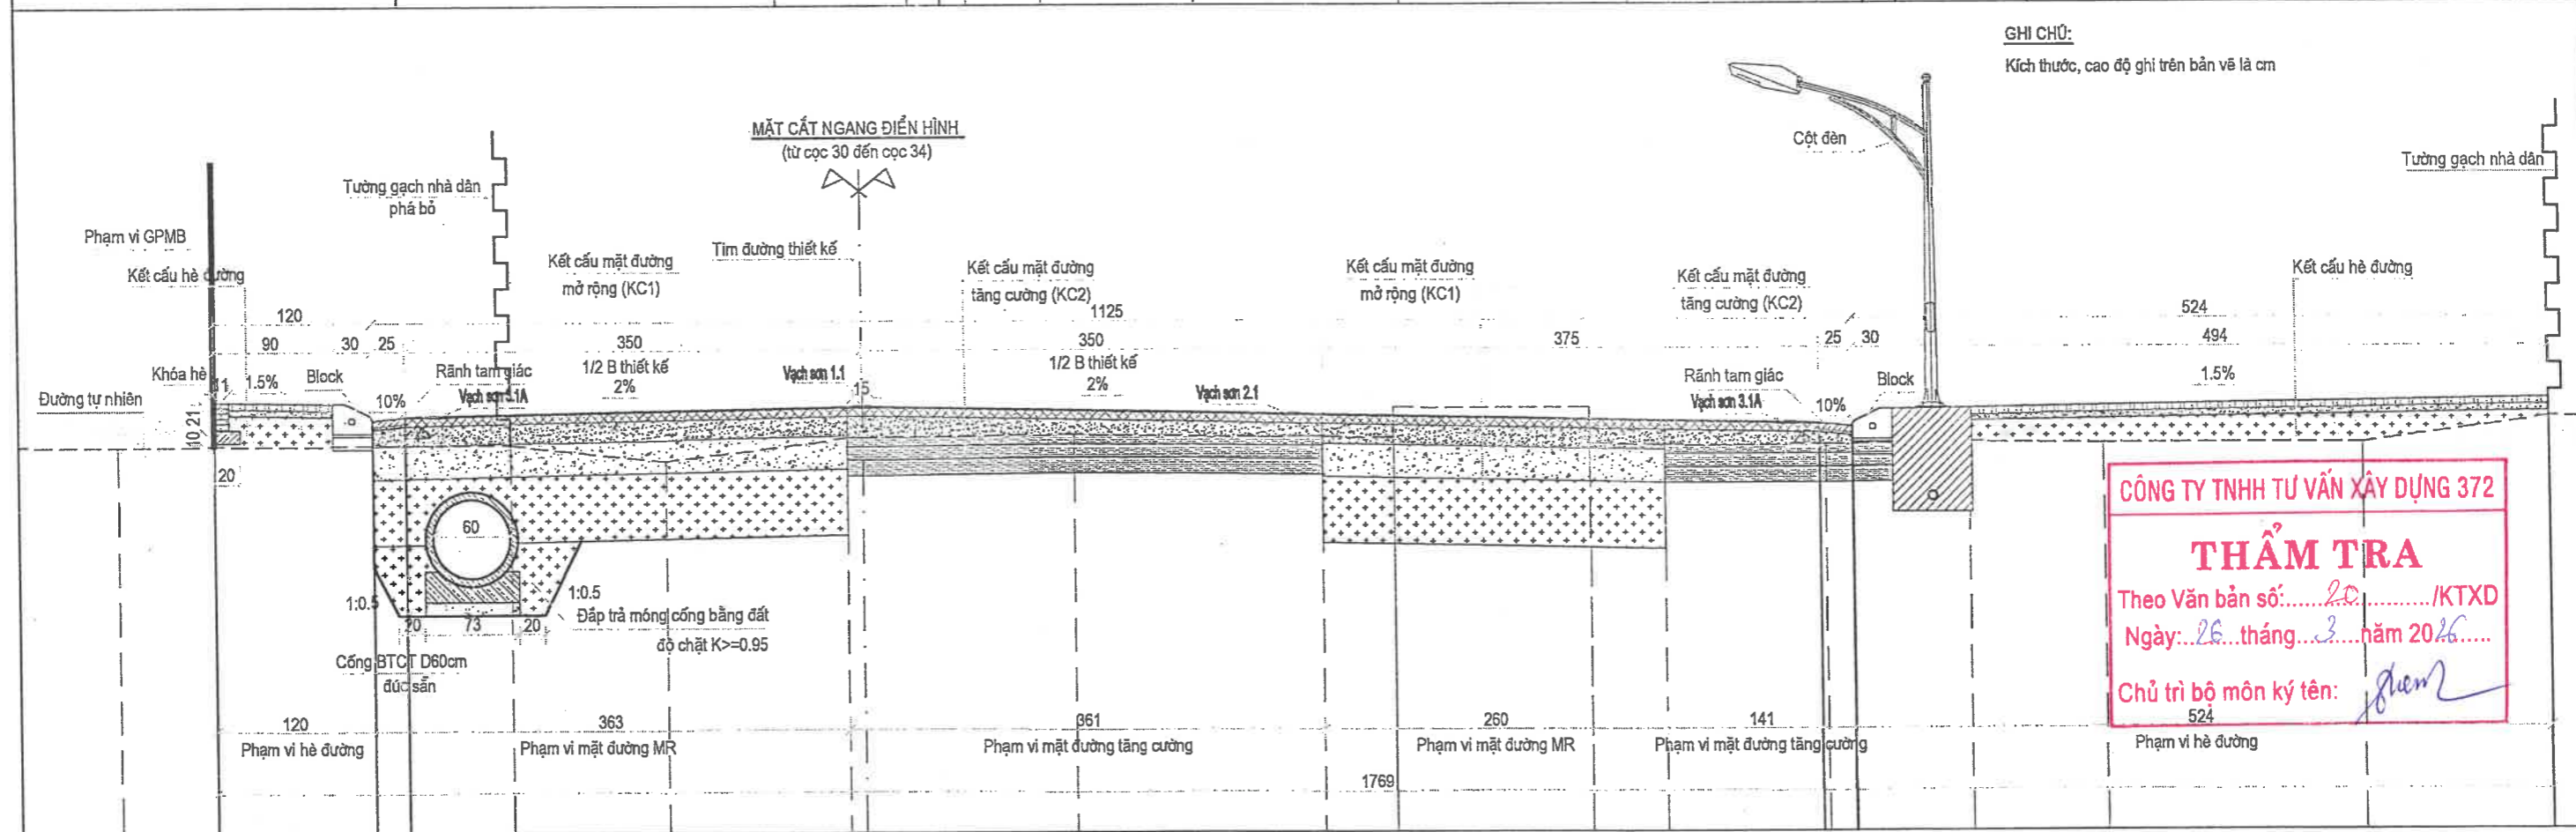 GHI CHÚ:
Kích thước, cao độ ghi trên bản vẽ là cm
MẶT CẮT NGANG ĐIỂN HÌNH
(từ cọc 30 đến cọc 34)
Cột đèn
Tường gạch nhà dân
Tường gạch nhà dân
phá bỏ
Phạm vi GPMB
Tim đường thiết kế
Kết cấu hè đường
Kết cấu mặt đường
mở rộng (KC1)
Kết cấu mặt đường
tăng cường (KC2)
Kết cấu mặt đường
mở rộng (KC1)
Kết cấu mặt đường
tăng cường (KC2)
Kết cấu hè đường
120
1125
524
90
30
25
350
350
375
25
30
494
Khóa hè
11
1.5%
Block
Rãnh tam giác
1/2 B thiết kế
2%
Vạch sơn 1.1
15
1/2 B thiết kế
2%
Vạch sơn 2.1
Rãnh tam giác
Vạch sơn 3.1A
10%
Block
1.5%
Đường tự nhiên
10%
Vạch sơn 3.1A
21
20
60
1:0.5
1:0.5
20
73
20
Đắp trả móng cống bằng đất
độ chặt K>=0.95
Cống BTCT D60cm
đúc sẵn
CÔNG TY TNHH TƯ VẤN XÂY DỰNG 372
THẨM TRA
Theo Văn bản số:......20.........../KTXD
Ngày:..26...tháng...3....năm 2026.....
Chủ trì bộ môn ký tên:
120
363
361
260
141
524
Phạm vi hè đường
Phạm vi mặt đường MR
Phạm vi mặt đường tăng cường
Phạm vi mặt đường MR
Phạm vi mặt đường tăng cường
Phạm vi hè đường
1769